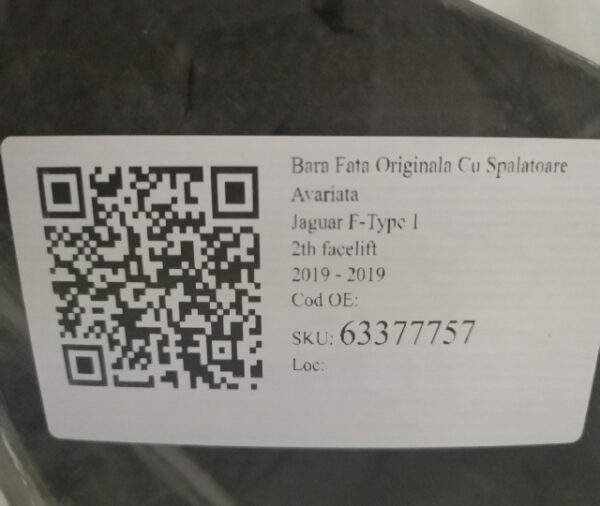 Bara Fata Originala Cu Spalatoare
Avariata
Jaguar F-Type 1
2th facelift
2019 - 2019
Cod OE:
SKU: 63377757
Loc: